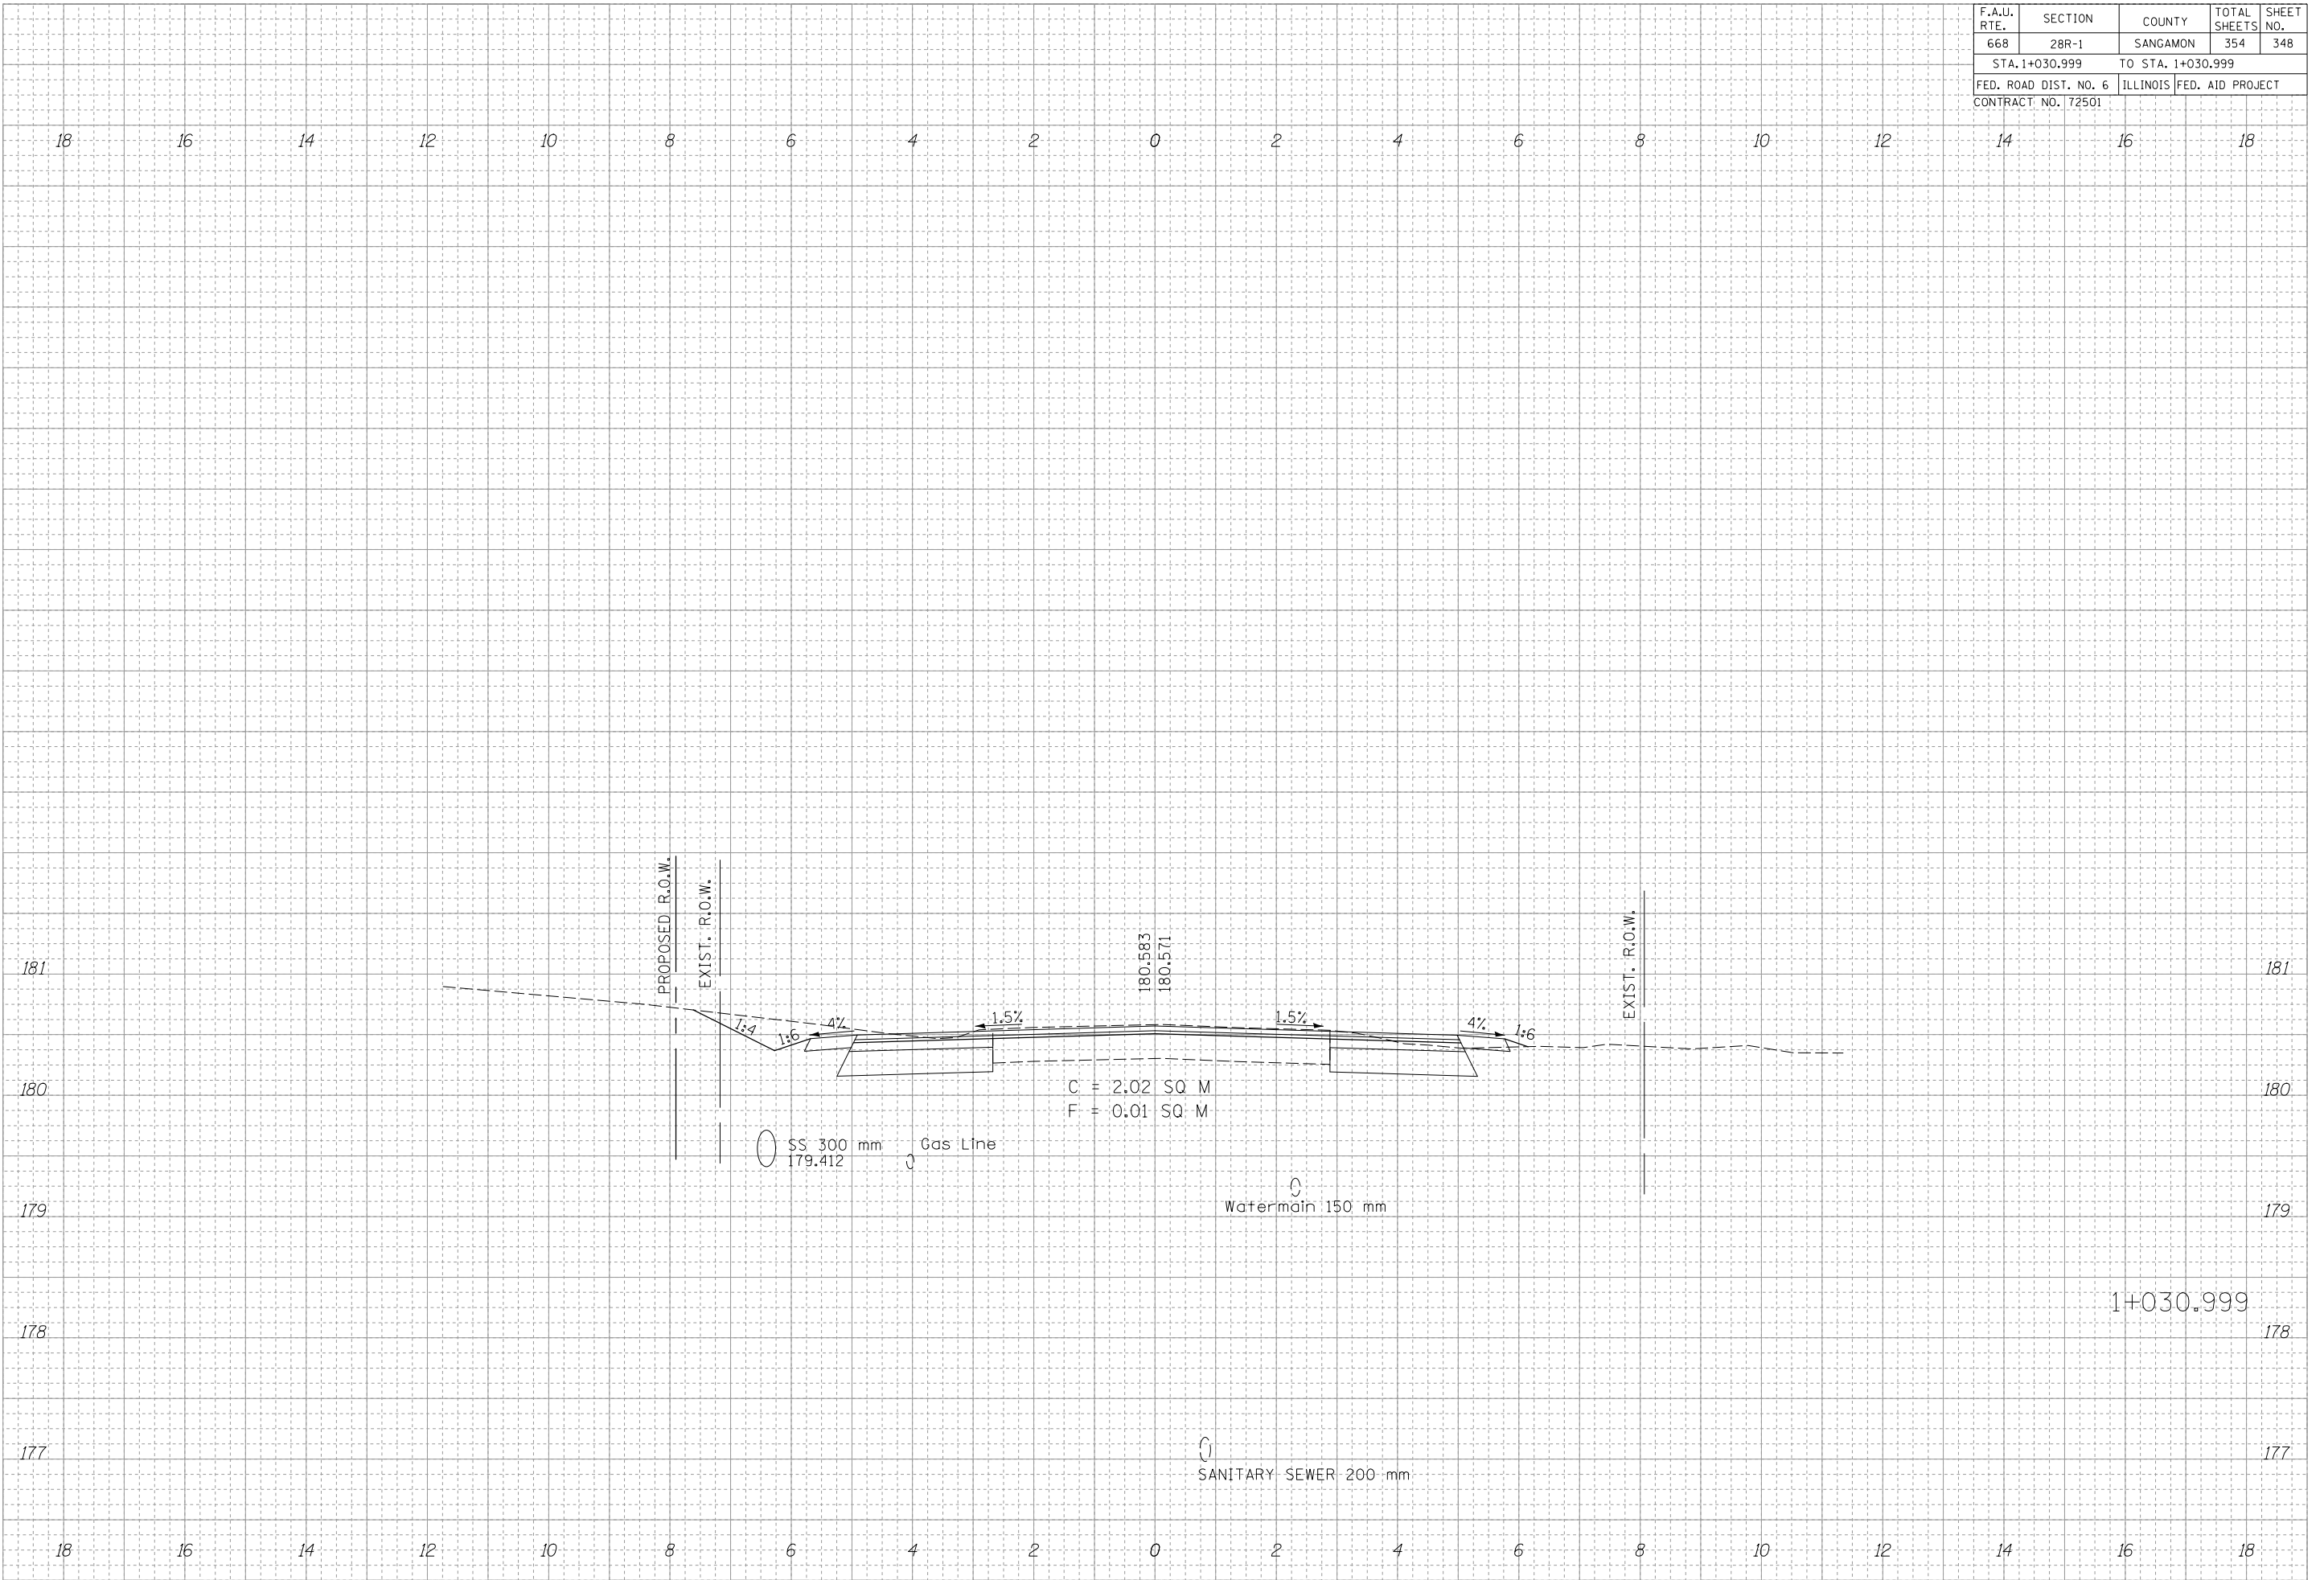 F.A.U. RTE. SECTION COUNTY TOTAL SHEETS SHEET NO.
668 28R-1 SANGAMON 354 348
STA. 1+030.999 TO STA. 1+030.999
FED. ROAD DIST. NO. 6 ILLINOIS FED. AID PROJECT
CONTRACT NO. 72501
18 16 14 12 10 8 6 4 2 0 2 4 6 8 10 12 14 16 18
PROPOSED R.O.W.
EXIST. R.O.W.
180.583
180.571
EXIST. R.O.W.
181 181
1:4 1:6 4% 1.5% 1.5% 4% 1:6
180 180
C = 2.02 SQ M
F = 0.01 SQ M
SS 300 mm
179.412
Gas Line
Watermain 150 mm
179 179
1+030.999
178 178
177 177
SANITARY SEWER 200 mm
18 16 14 12 10 8 6 4 2 0 2 4 6 8 10 12 14 16 18